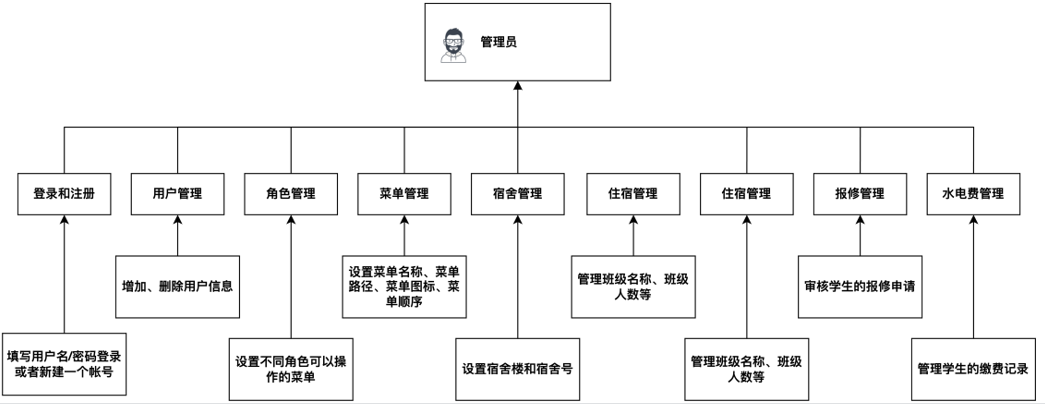 管理员
登录和注册
用户管理
角色管理
菜单管理
宿舍管理
住宿管理
住宿管理
报修管理
水电费管理
增加、删除用户信息
设置菜单名称、菜单
路径、菜单图标、菜
单顺序
管理班级名称、班级
人数等
审核学生的报修申请
填写用户名/密码登录
或者新建一个帐号
设置不同角色可以操
作的菜单
设置宿舍楼和宿舍号
管理班级名称、班级
人数等
管理学生的缴费记录